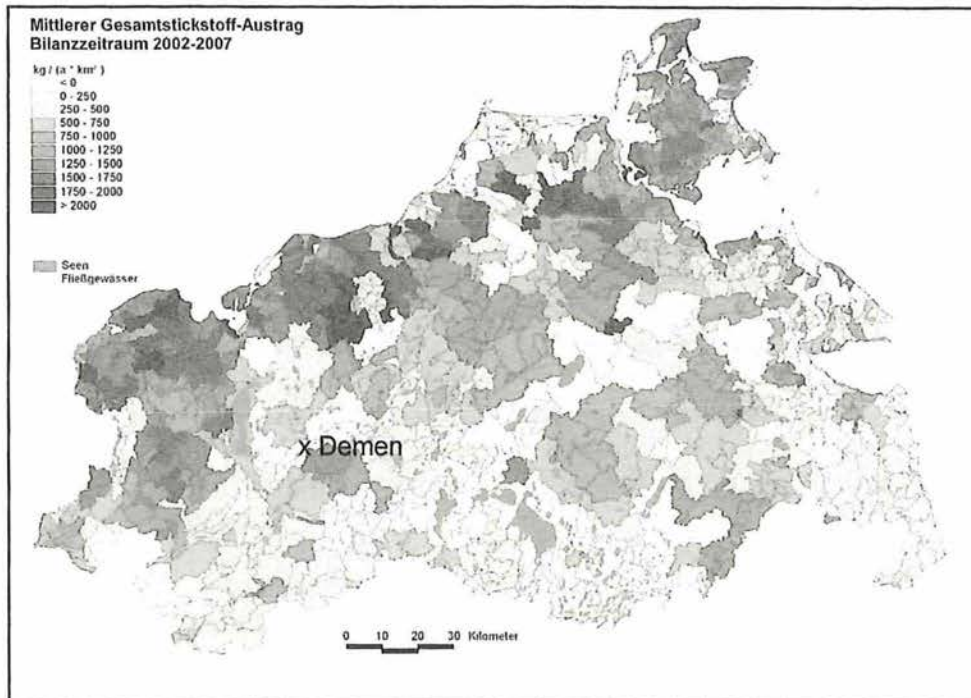 Mittlerer Gesamtstickstoff-Austrag
Bilanzzeitraum 2002-2007
kg / (a * km²)
< 0
0 - 250
250 - 500
500 - 750
750 - 1000
1000 - 1250
1250 - 1500
1500 - 1750
1750 - 2000
> 2000
Seen
Fließgewässer
x Demen
0 10 20 30 Kilometer